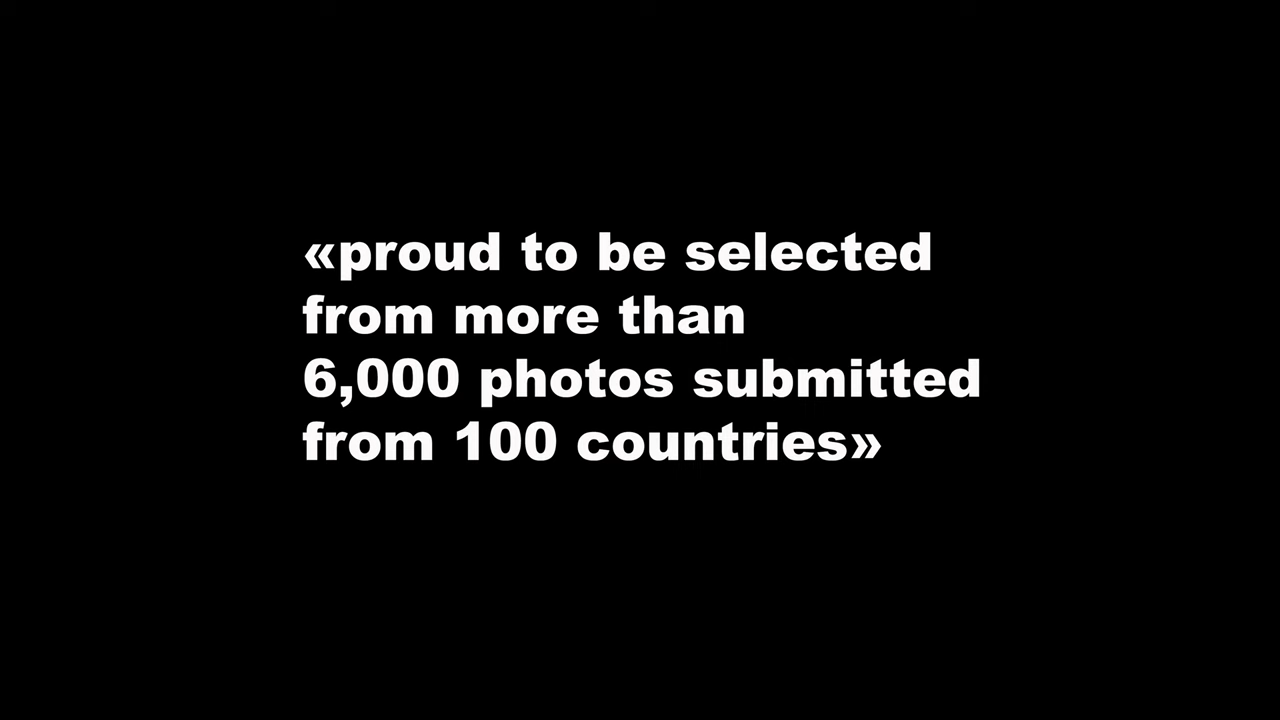 «proud to be selected
from more than
6,000 photos submitted
from 100 countries»